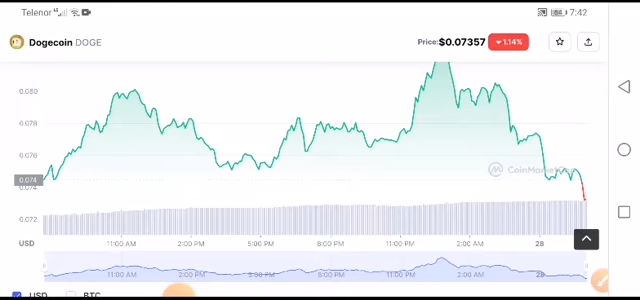 Telenor 7:42
Dogecoin DOGE Price:$0.07357 1.14%
0.080
0.078
0.076
0.074
0.072
CoinMarketCap
USD 11:00 AM 2:00 PM 5:00 PM 8:00 PM 11:00 PM 2:00 AM 28
11:00 AM 2:00 PM 5:00 PM 8:00 PM 11:00 PM 2:00 AM 28
USD BTC